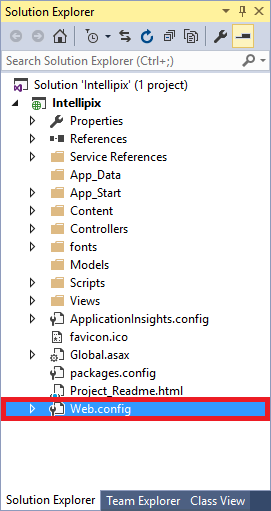 Solution Explorer
Search Solution Explorer (Ctrl+;)
Solution 'Intellipix' (1 project)
Intellipix
Properties
References
Service References
App_Data
App_Start
Content
Controllers
fonts
Models
Scripts
Views
ApplicationInsights.config
favicon.ico
Global.asax
packages.config
Project_Readme.html
Web.config
Solution Explorer Team Explorer Class View